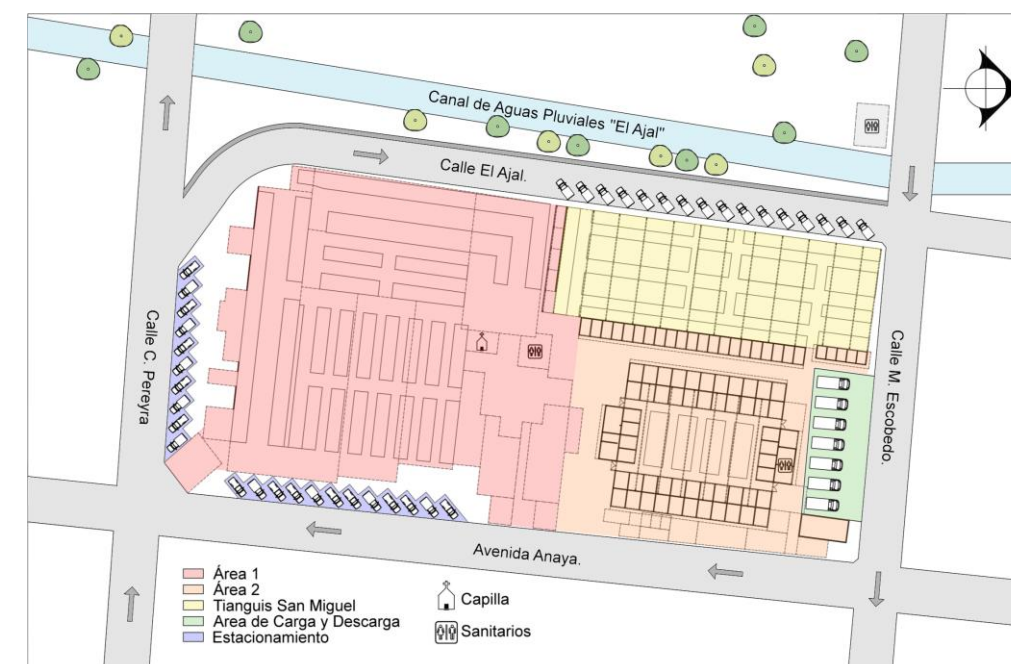 Canal de Aguas Pluviales "El Ajal"
Calle El Ajal.
Calle C. Pereyra
Calle M. Escobedo.
Avenida Anaya.
Área 1
Área 2
Tianguis San Miguel
Area de Carga y Descarga
Estacionamiento
Capilla
Sanitarios